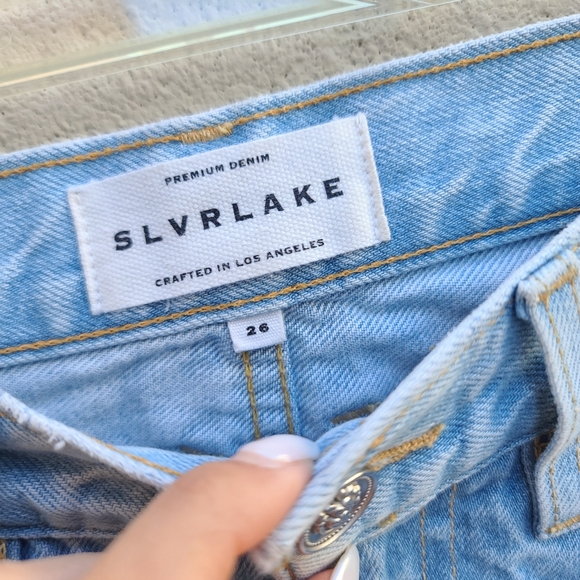 PREMIUM DENIM
SLVRLAKE
CRAFTED IN LOS ANGELES
26